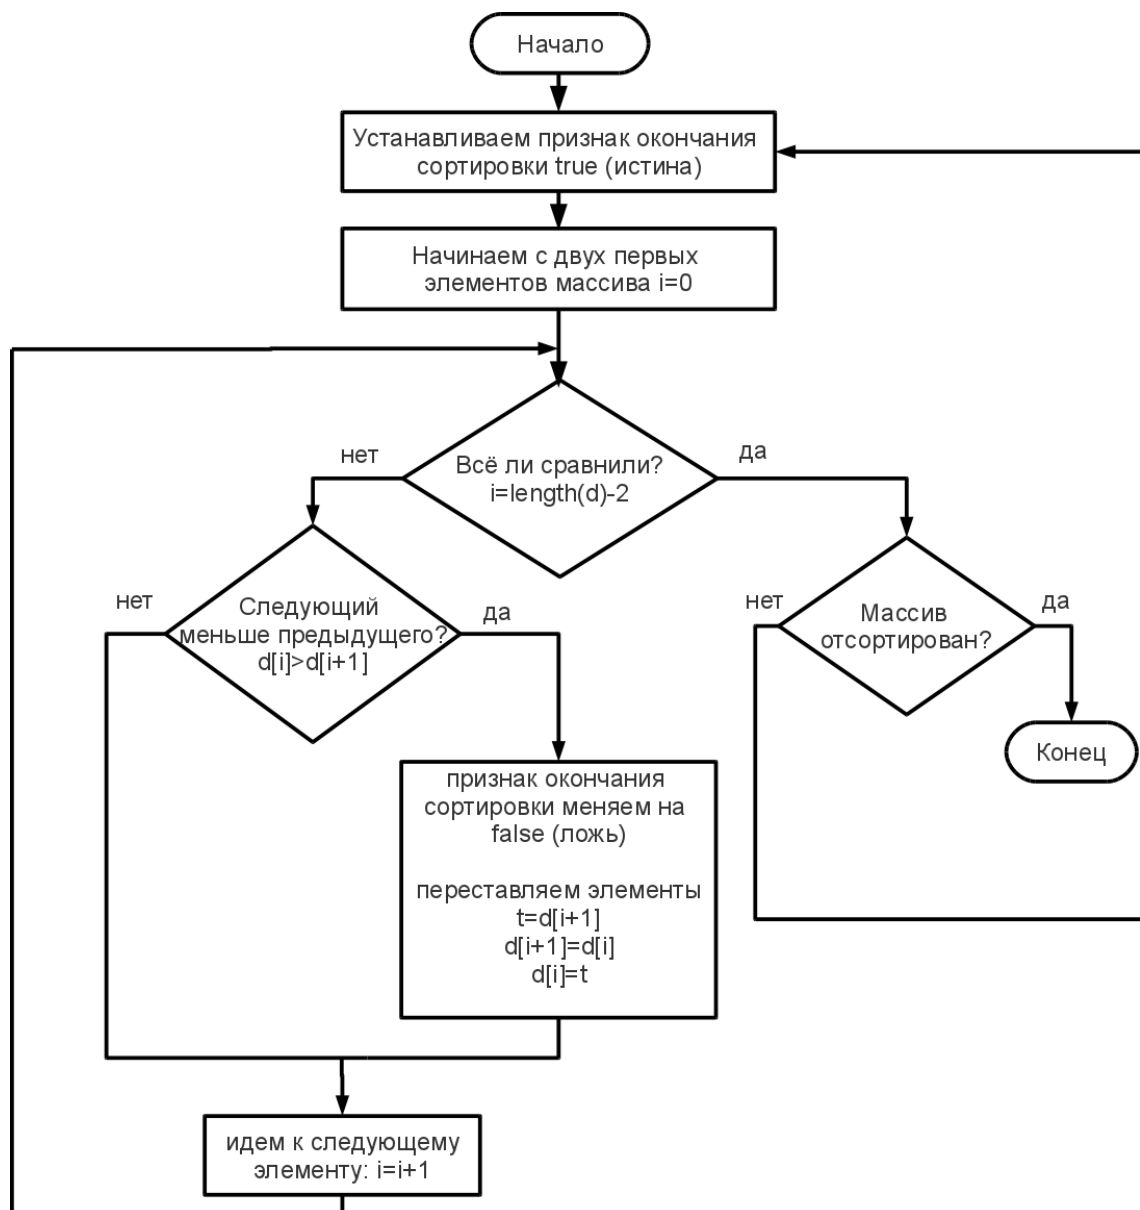 Начало
Устанавливаем признак окончания
сортировки true (истина)
Начинаем с двух первых
элементов массива i=0
нет
Всё ли сравнили?
i=length(d)-2
да
нет
Следующий
меньше предыдущего?
d[i]>d[i+1]
да
нет
Массив
отсортирован?
да
Конец
признак окончания
сортировки меняем на
false (ложь)
переставляем элементы
t=d[i+1]
d[i+1]=d[i]
d[i]=t
идем к следующему
элементу: i=i+1